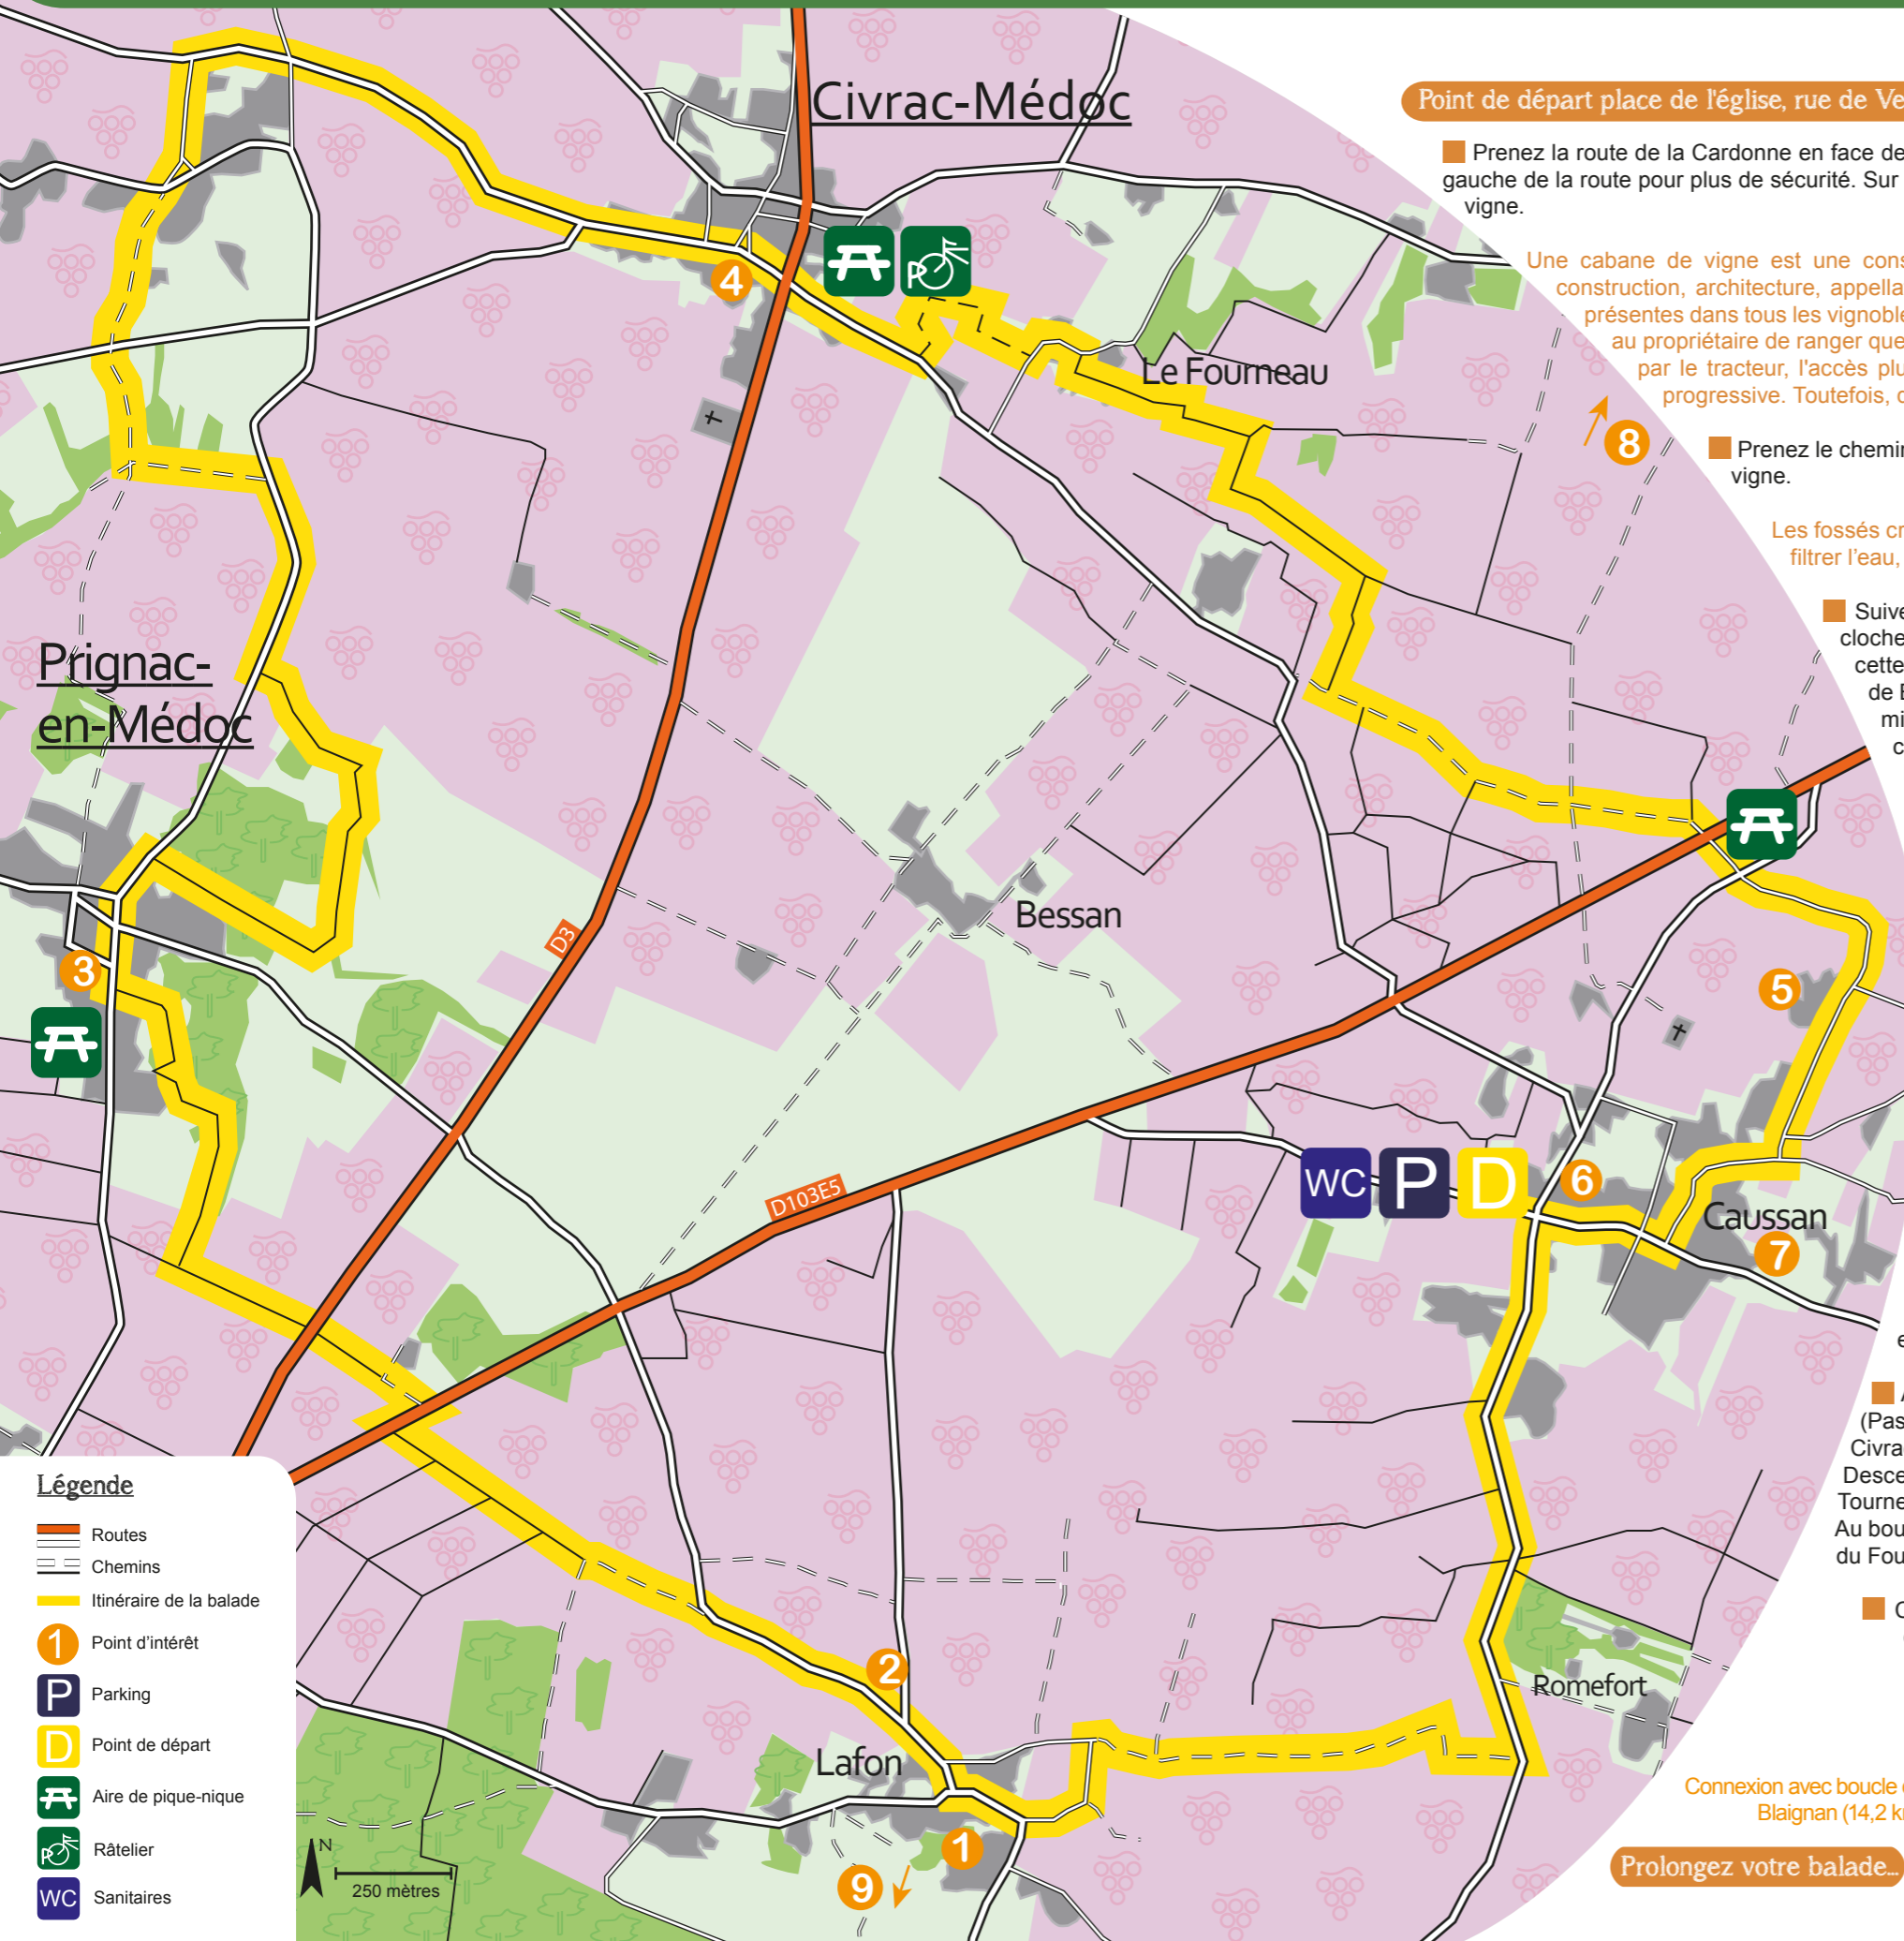 Civrac-Médoc
Point de départ place de l'église, rue de Ve
Prenez la route de la Cardonne en face de
gauche de la route pour plus de sécurité. Sur
vigne.
Une cabane de vigne est une cons
construction, architecture, appella
présentes dans tous les vignoble
au propriétaire de ranger que
par le tracteur, l'accès plu
progressive. Toutefois, c
4
Le Fourneau
8
Prenez le chemin
vigne.
Les fossés cr
filtrer l'eau,
Suive
cloche
cette
de B
mi
c
Prignac-
en-Médoc
Bessan
D3
3
5
WC P D
6
D103E5
Caussan
7
e
A
(Pas
Civra
Desce
Tourne
Au bou
du Fou
C
2
Romefort
Lafon
1
9
Connexion avec boucle d
Blaignan (14,2 km
Prolongez votre balade...
Légende
Routes
Chemins
Itinéraire de la balade
1 Point d'intérêt
P Parking
D Point de départ
Aire de pique-nique
P Râtelier
WC Sanitaires
N
250 mètres